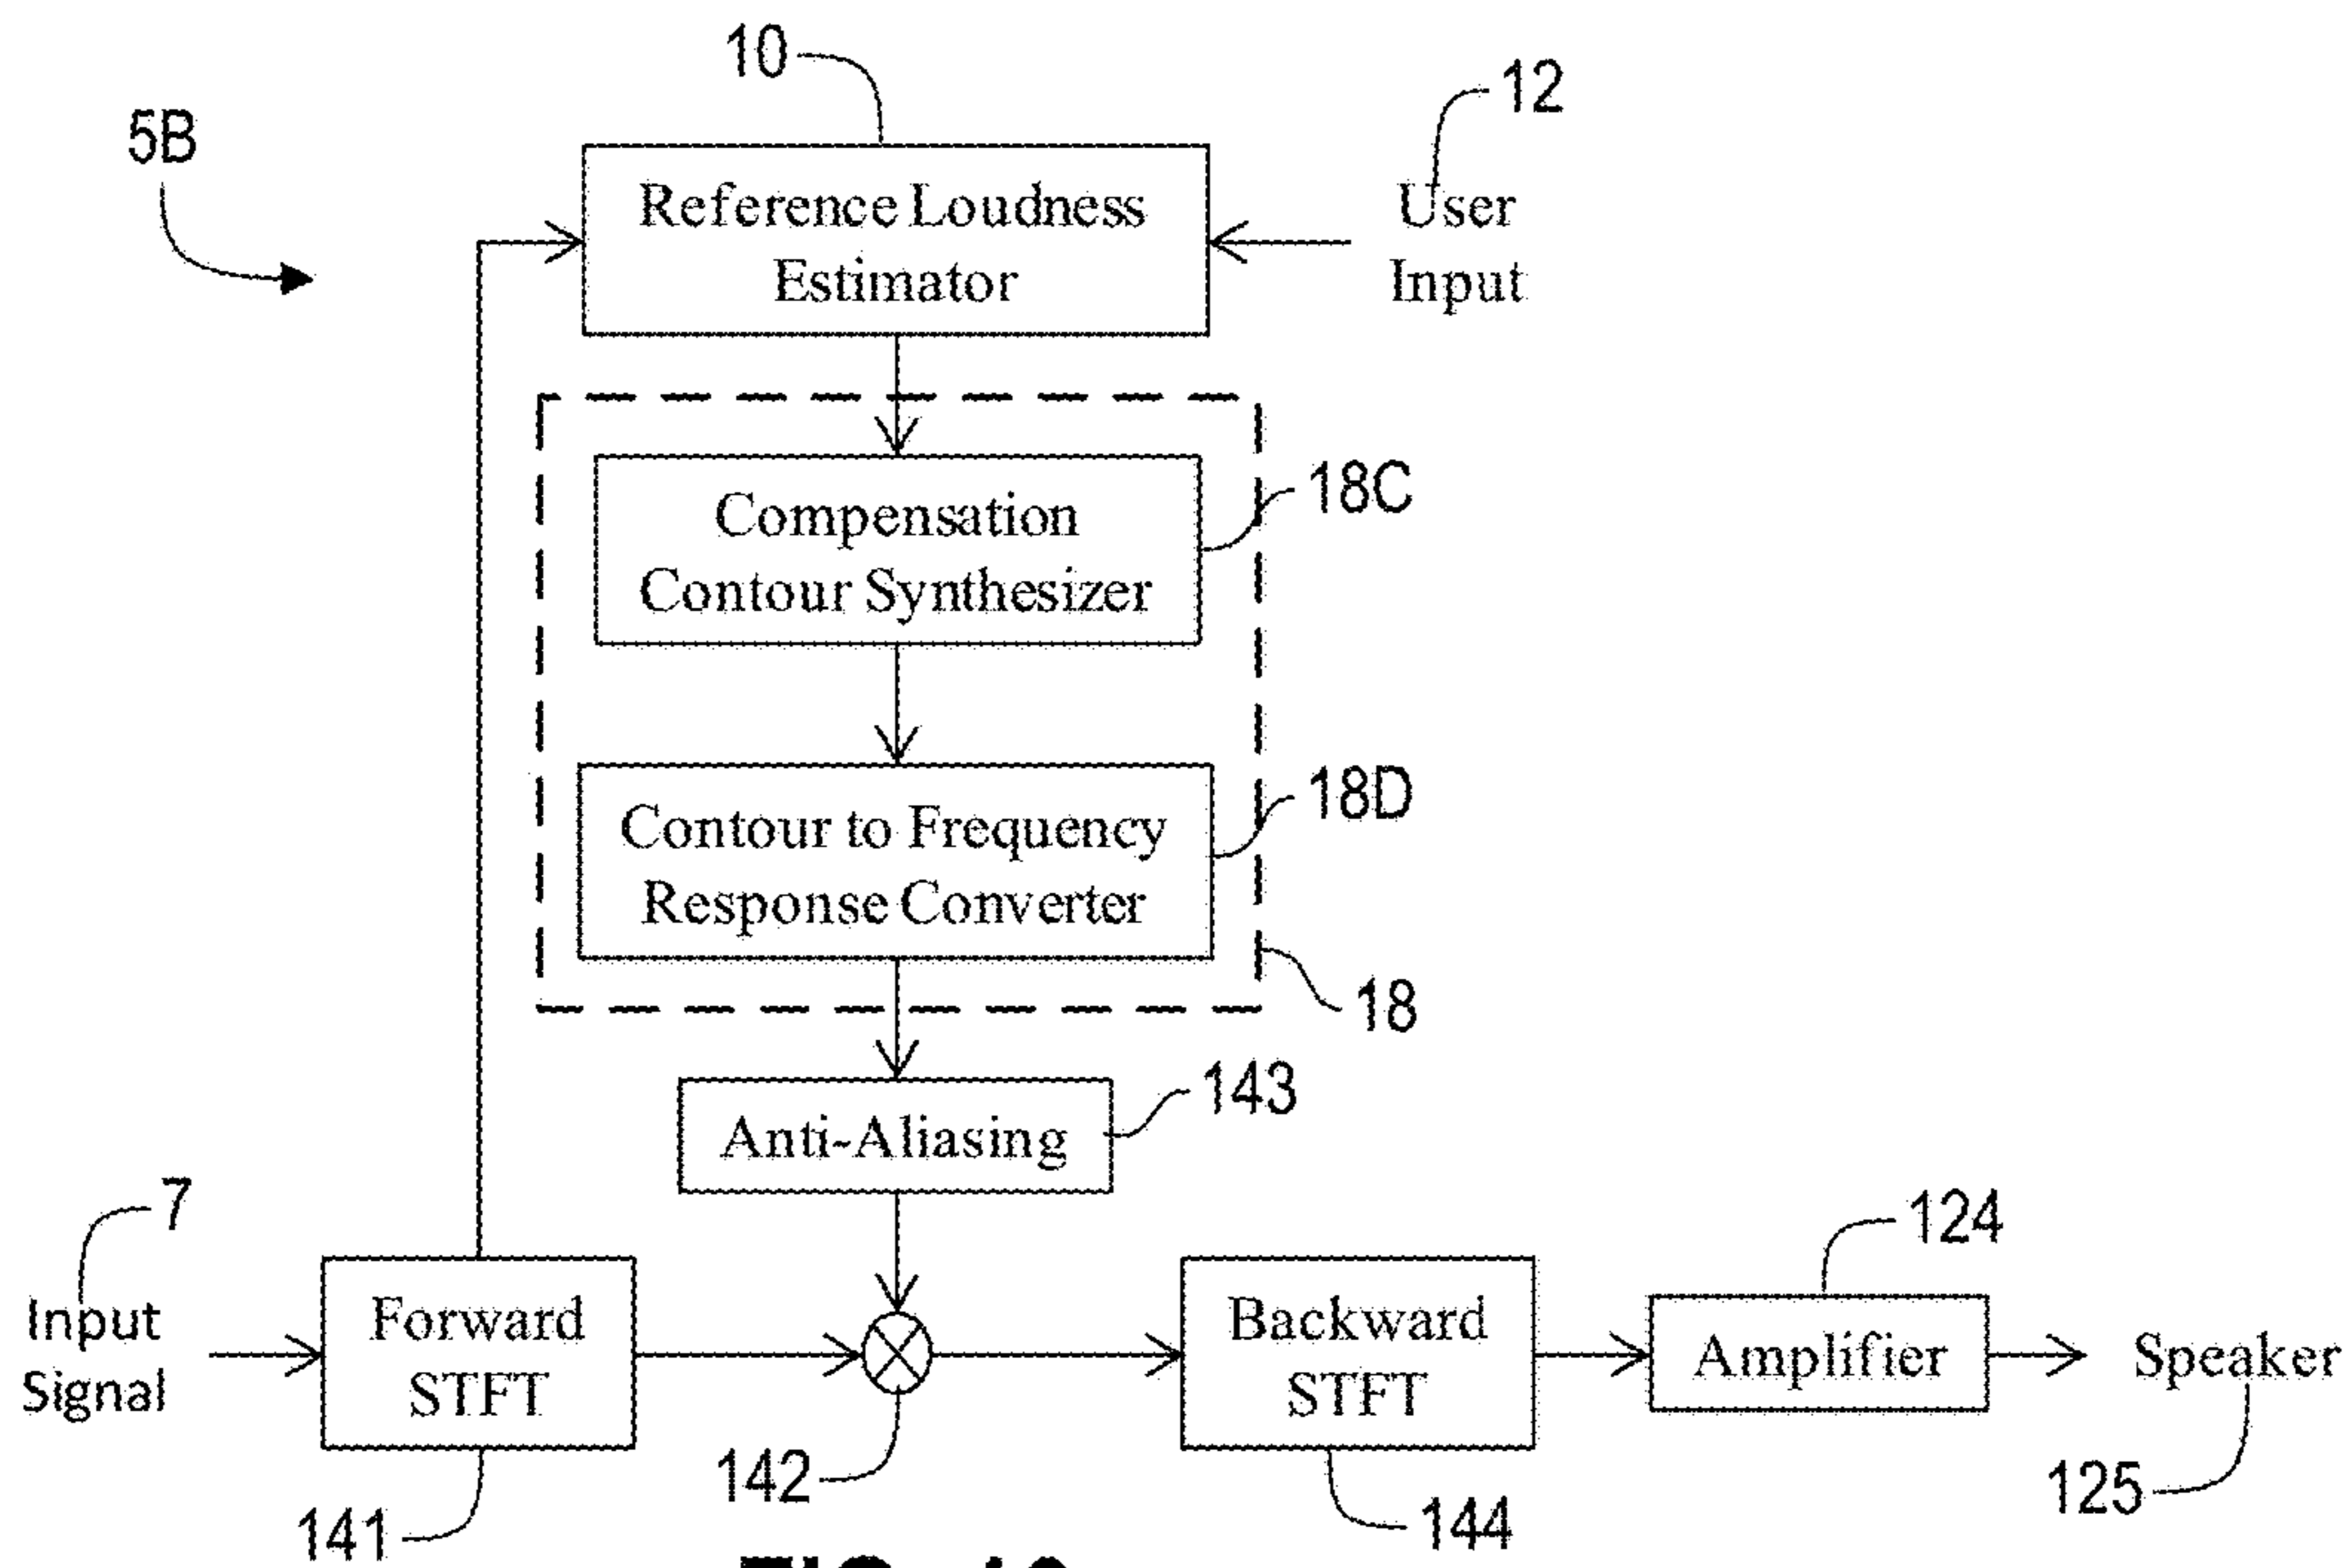 10
12
5B
Reference Loudness
Estimator
User
Input
Compensation
Contour Synthesizer
18C
Contour to Frequency
Response Converter
18D
18
Anti-Aliasing
143
7
Input
Signal
Forward
STFT
141
142
Backward
STFT
144
124
Amplifier
Speaker
125